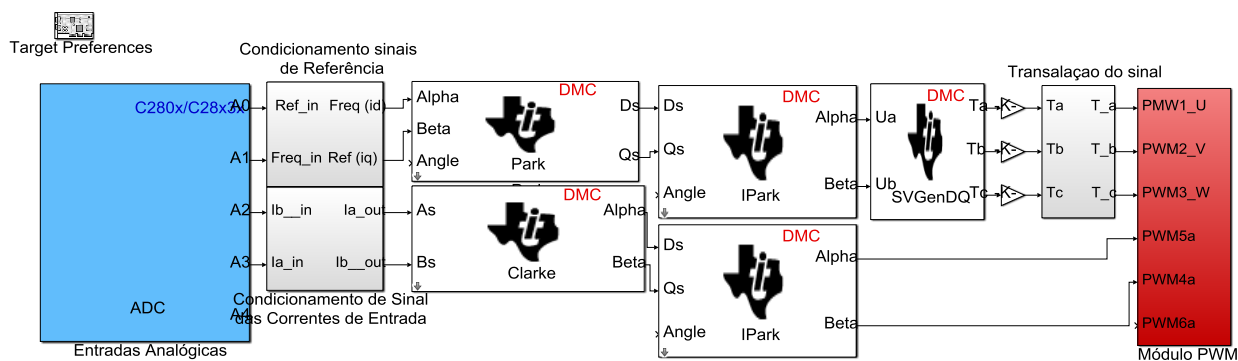 Target Preferences
Condicionamento sinais
de Referência
C280x/C28x3x
A0
A1
A2
A3
A4
ADC
Entradas Analógicas
Ref_in
Freq (id)
Freq_in
Ref (iq)
Ib__in
Ia_out
Ia_in
Ib__out
Condicionamento de Sinal
das Correntes de Entrada
DMC
Alpha
Beta
Angle
Ds
Qs
Park
DMC
As
Bs
Alpha
Beta
Clarke
DMC
Ds
Qs
Angle
Alpha
Beta
IPark
DMC
Ds
Qs
Angle
Alpha
Beta
IPark
DMC
Ua
Ub
Ta
Tb
Tc
SVGenDQ
-K-
-K-
-K-
Transalaçao do sinal
Ta
T_a
Tb
T_b
Tc
T_c
PMW1_U
PWM2_V
PWM3_W
PWM5a
PWM4a
PWM6a
Módulo PWM